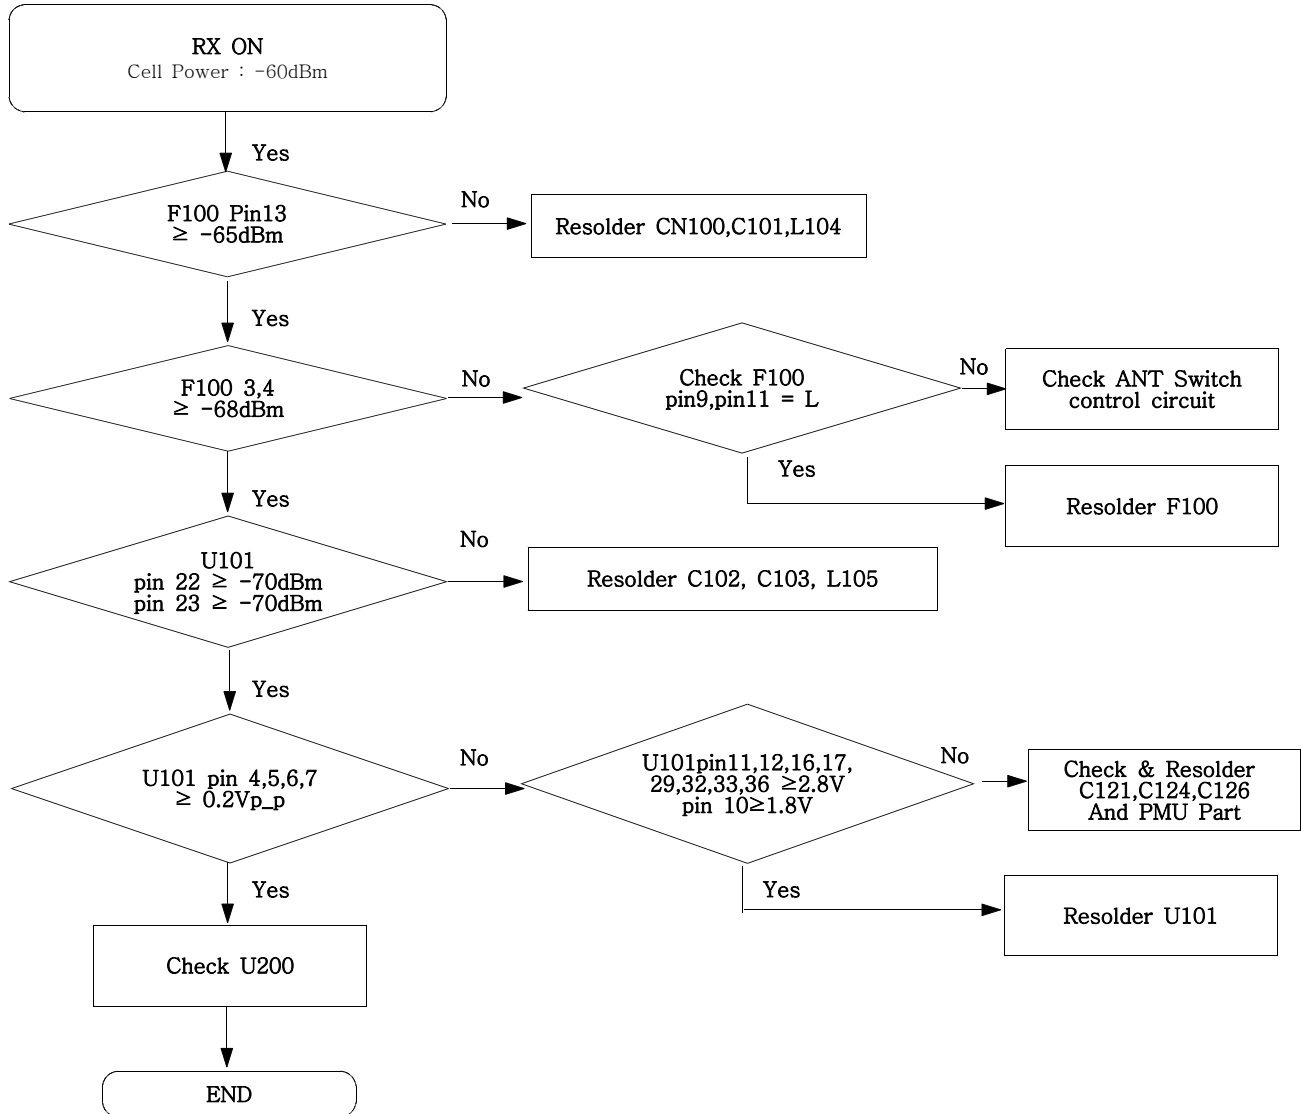 RX ON
Cell Power : -60dBm
Yes
F100 Pin13
≥ -65dBm
No
Resolder CN100,C101,L104
Yes
F100 3,4
≥ -68dBm
No
Check F100
pin9,pin11 = L
No
Check ANT Switch
control circuit
Yes
Resolder F100
Yes
U101
pin 22 ≥ -70dBm
pin 23 ≥ -70dBm
No
Resolder C102, C103, L105
Yes
U101 pin 4,5,6,7
≥ 0.2Vp_p
No
U101pin11,12,16,17,
29,32,33,36 ≥2.8V
pin 10≥1.8V
No
Check & Resolder
C121,C124,C126
And PMU Part
Yes
Resolder U101
Yes
Check U200
END